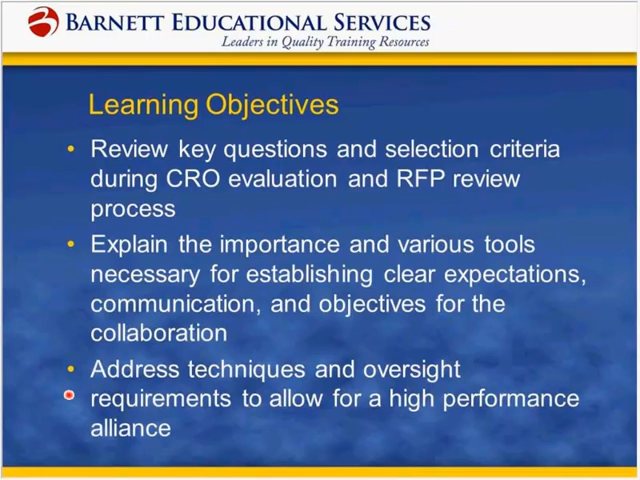 BARNETT EDUCATIONAL SERVICES
Leaders in Quality Training Resources
Learning Objectives
• Review key questions and selection criteria
during CRO evaluation and RFP review
process
• Explain the importance and various tools
necessary for establishing clear expectations,
communication, and objectives for the
collaboration
• Address techniques and oversight
requirements to allow for a high performance
alliance